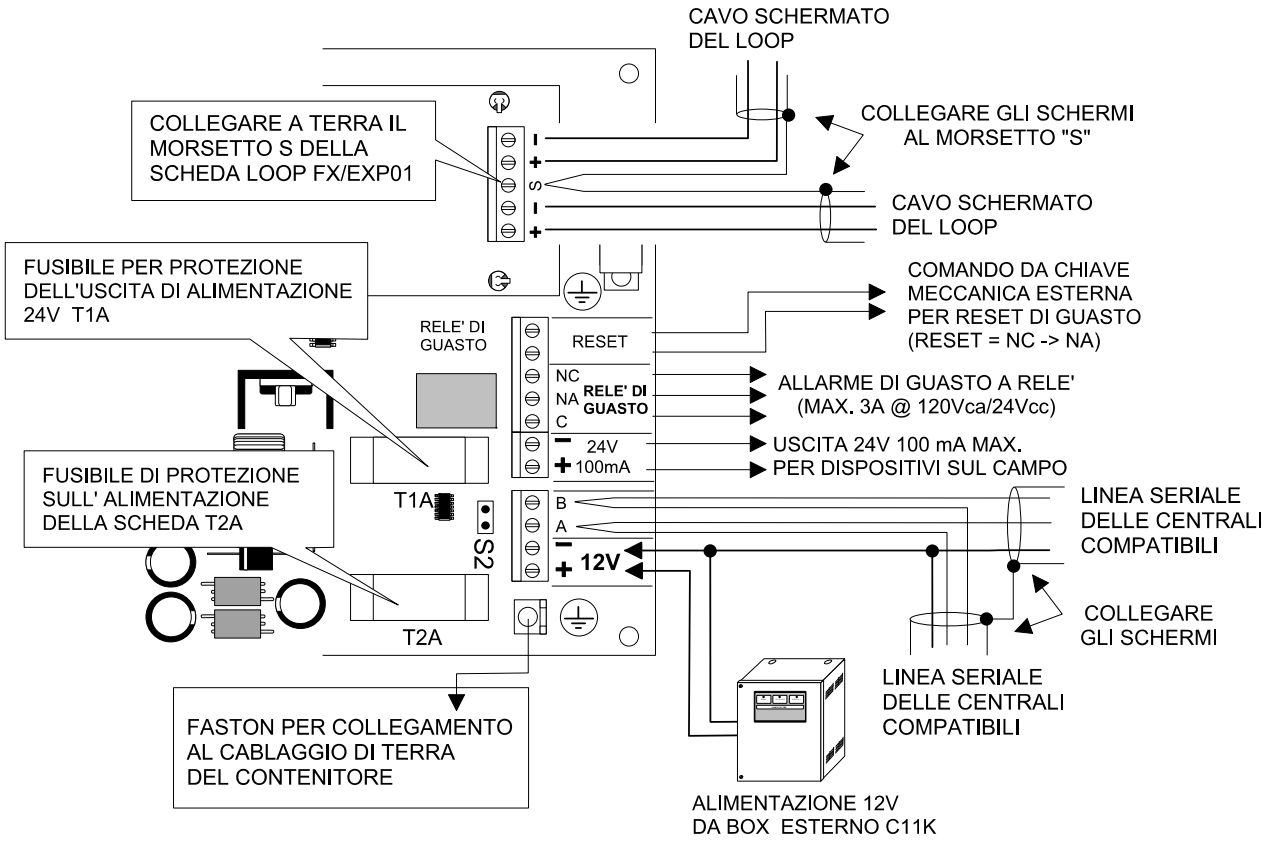 CAVO SCHERMATO
DEL LOOP
COLLEGARE A TERRA IL
MORSETTO S DELLA
SCHEDA LOOP FX/EXP01
-
+
S
-
+
COLLEGARE GLI SCHERMI
AL MORSETTO "S"
CAVO SCHERMATO
DEL LOOP
FUSIBILE PER PROTEZIONE
DELL'USCITA DI ALIMENTAZIONE
24V T1A
RELE' DI
GUASTO
RESET
COMANDO DA CHIAVE
MECCANICA ESTERNA
PER RESET DI GUASTO
(RESET = NC -> NA)
NC
NA
C
RELE' DI
GUASTO
ALLARME DI GUASTO A RELE'
(MAX. 3A @ 120Vca/24Vcc)
- 24V
+ 100mA
USCITA 24V 100 mA MAX.
PER DISPOSITIVI SUL CAMPO
FUSIBILE DI PROTEZIONE
SULL' ALIMENTAZIONE
DELLA SCHEDA T2A
T1A
S2
B
A
-
+ 12V
LINEA SERIALE
DELLE CENTRALI
COMPATIBILI
T2A
COLLEGARE
GLI SCHERMI
LINEA SERIALE
DELLE CENTRALI
COMPATIBILI
FASTON PER COLLEGAMENTO
AL CABLAGGIO DI TERRA
DEL CONTENITORE
ALIMENTAZIONE 12V
DA BOX ESTERNO C11K